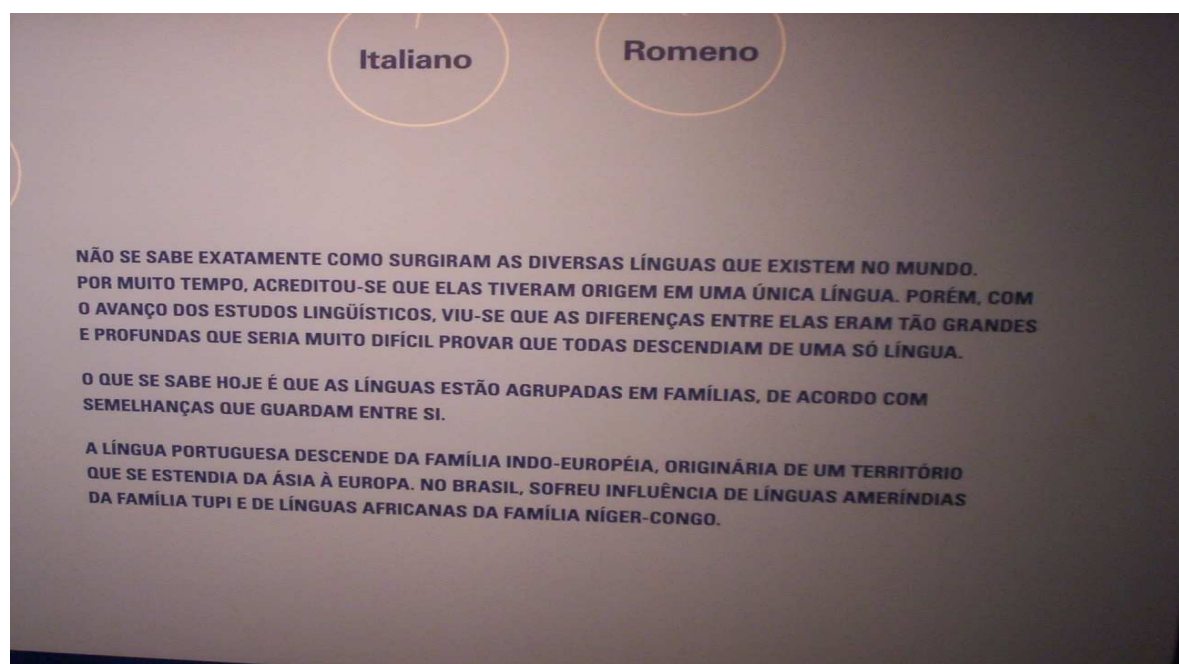 Italiano
Romeno
NÃO SE SABE EXATAMENTE COMO SURGIRAM AS DIVERSAS LÍNGUAS QUE EXISTEM NO MUNDO.
POR MUITO TEMPO, ACREDITOU-SE QUE ELAS TIVERAM ORIGEM EM UMA ÚNICA LÍNGUA. PORÉM, COM
O AVANÇO DOS ESTUDOS LINGÜÍSTICOS, VIU-SE QUE AS DIFERENÇAS ENTRE ELAS ERAM TÃO GRANDES
E PROFUNDAS QUE SERIA MUITO DIFÍCIL PROVAR QUE TODAS DESCENDIAM DE UMA SÓ LÍNGUA.
O QUE SE SABE HOJE É QUE AS LÍNGUAS ESTÃO AGRUPADAS EM FAMÍLIAS, DE ACORDO COM
SEMELHANÇAS QUE GUARDAM ENTRE SI.
A LÍNGUA PORTUGUESA DESCENDE DA FAMÍLIA INDO-EUROPÉIA, ORIGINÁRIA DE UM TERRITÓRIO
QUE SE ESTENDIA DA ÁSIA À EUROPA. NO BRASIL, SOFREU INFLUÊNCIA DE LÍNGUAS AMERÍNDIAS
DA FAMÍLIA TUPI E DE LÍNGUAS AFRICANAS DA FAMÍLIA NÍGER-CONGO.